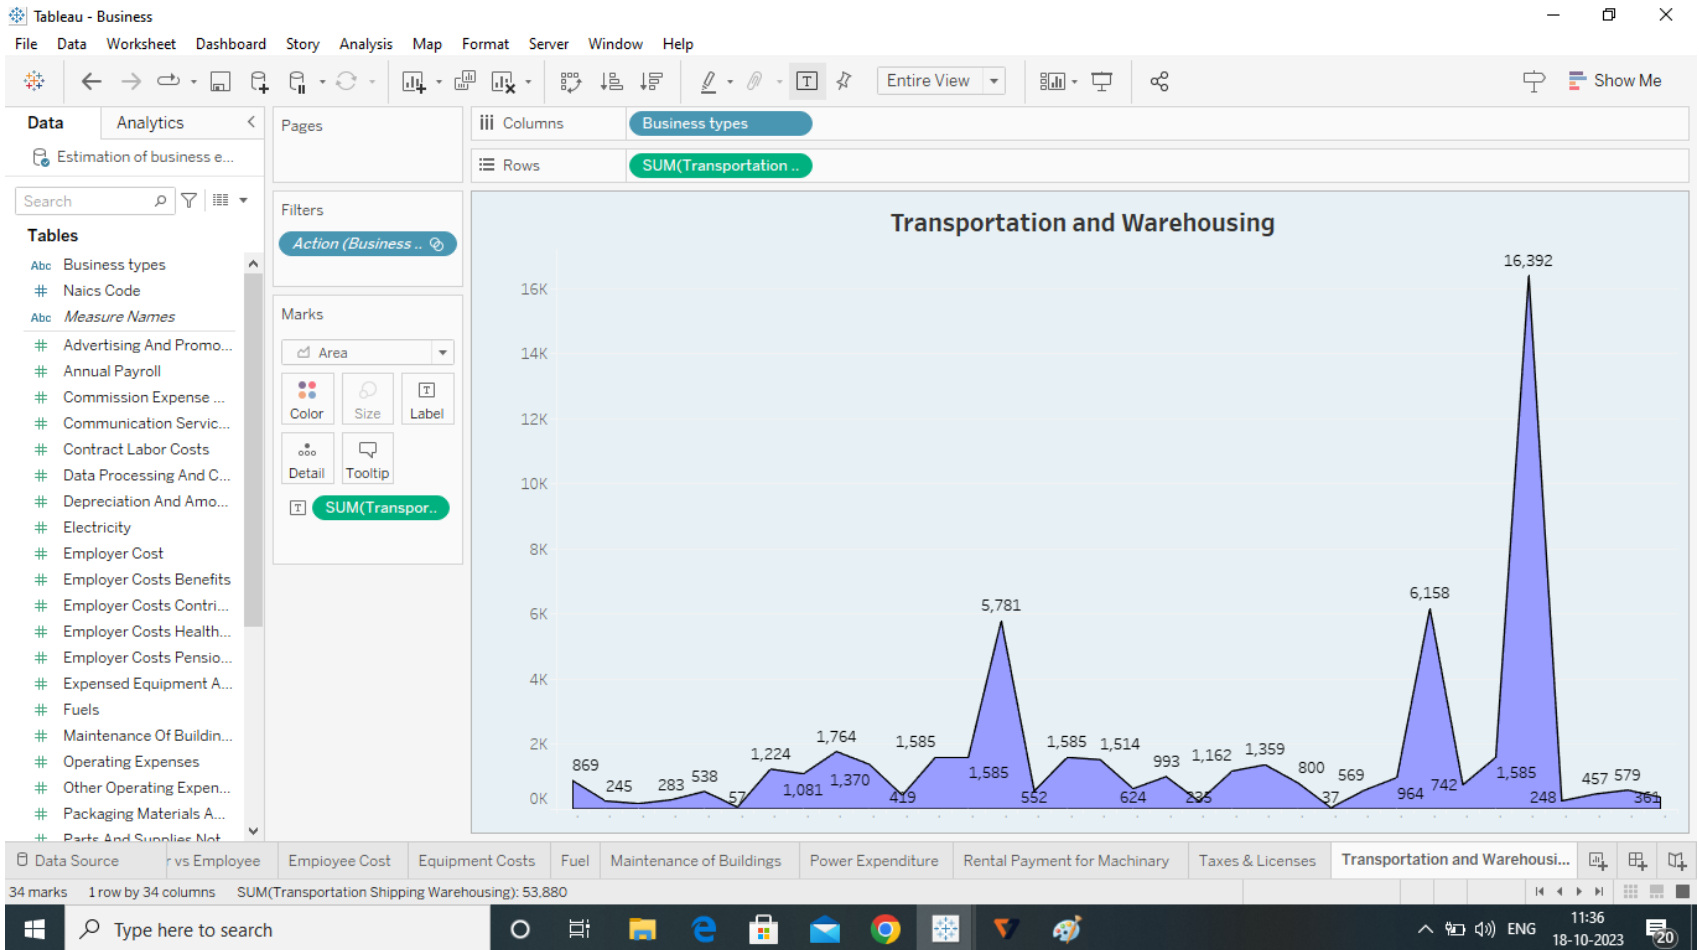 Tableau - Business
File Data Worksheet Dashboard Story Analysis Map Format Server Window Help
Entire View
Show Me
Data
Analytics
Estimation of business e...
Search
Tables
Abc Business types
# Naics Code
Abc Measure Names
# Advertising And Promo...
# Annual Payroll
# Commission Expense ...
# Communication Servic...
# Contract Labor Costs
# Data Processing And C...
# Depreciation And Amo...
# Electricity
# Employer Cost
# Employer Costs Benefits
# Employer Costs Contri...
# Employer Costs Health...
# Employer Costs Pensio...
# Expensed Equipment A...
# Fuels
# Maintenance Of Buildin...
# Operating Expenses
# Other Operating Expen...
# Packaging Materials A...
# Parts And Supplies Not
Pages
Filters
Action (Business ..
Marks
Area
Color Size Label
Detail Tooltip
SUM(Transpor..
Columns
Business types
Rows
SUM(Transportation ..
Transportation and Warehousing
16K
14K
12K
10K
8K
6K
4K
2K
0K
869
245
283
538
57
1,224
1,081
1,764
1,370
419
1,585
1,585
5,781
552
1,585
1,514
624
993
235
1,162
1,359
800
37
569
964
6,158
742
1,585
16,392
248
457
579
361
Data Source
r vs Employee
Empioyee Cost
Equipment Costs
Fuel
Maintenance of Buildings
Power Expenditure
Rental Payment for Machinary
Taxes & Licenses
Transportation and Warehousi...
34 marks 1 row by 34 columns SUM(Transportation Shipping Warehousing): 53,880
Type here to search
ENG
11:36
18-10-2023
20